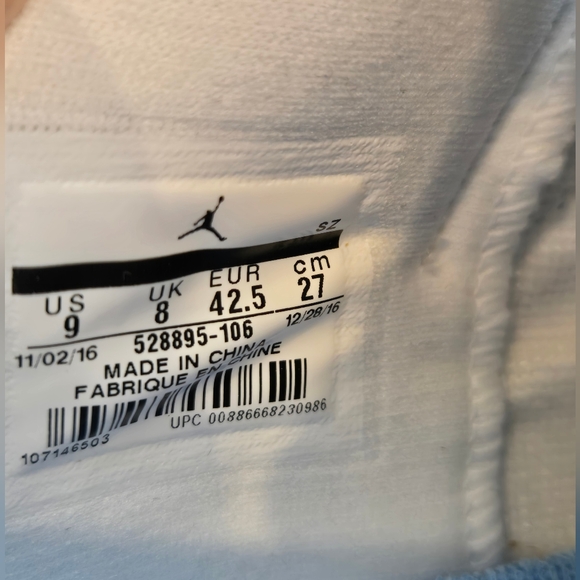 SZ
US UK EUR cm
9 8 42.5 27
11/02/16 528895-106 12/28/16
MADE IN CHINA
FABRIQUE EN CHINE
UPC 00886668230986
107146503